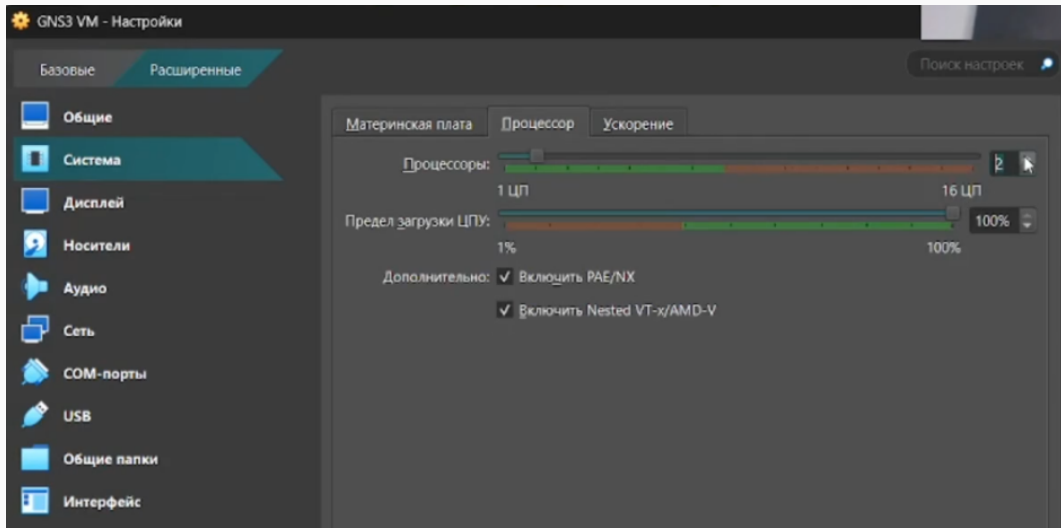 GNS3 VM - Настройки
Базовые Расширенные Поиск настроек
Общие
Материнская плата Процессор Ускорение
Система
Процессоры: 2
1 ЦП 16 ЦП
Дисплей
Предел загрузки ЦПУ: 100%
Носители
1% 100%
Аудио
Дополнительно: Включить PAE/NX
Включить Nested VT-x/AMD-V
Сеть
COM-порты
USB
Общие папки
Интерфейс